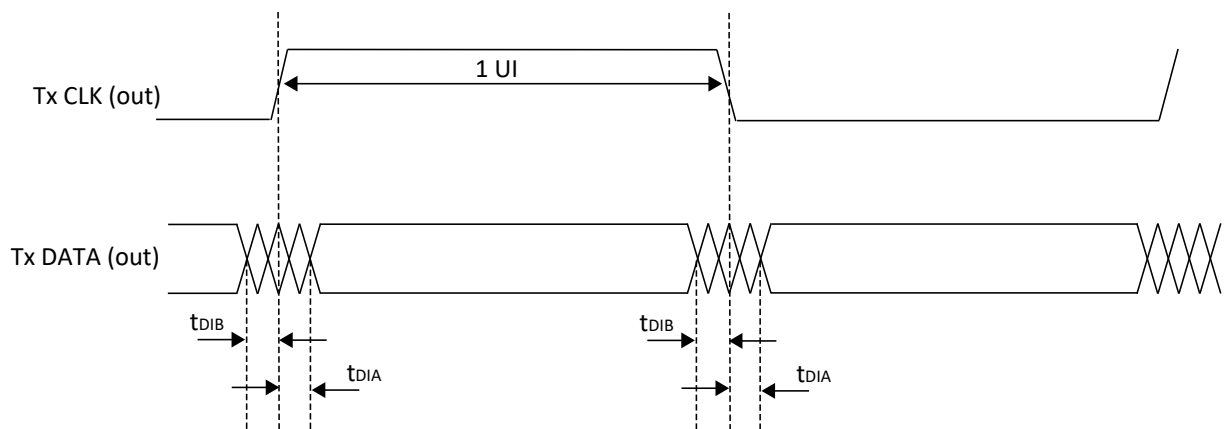 1 UI
Tx CLK (out)
Tx DATA (out)
tDIB
tDIA
tDIB
tDIA